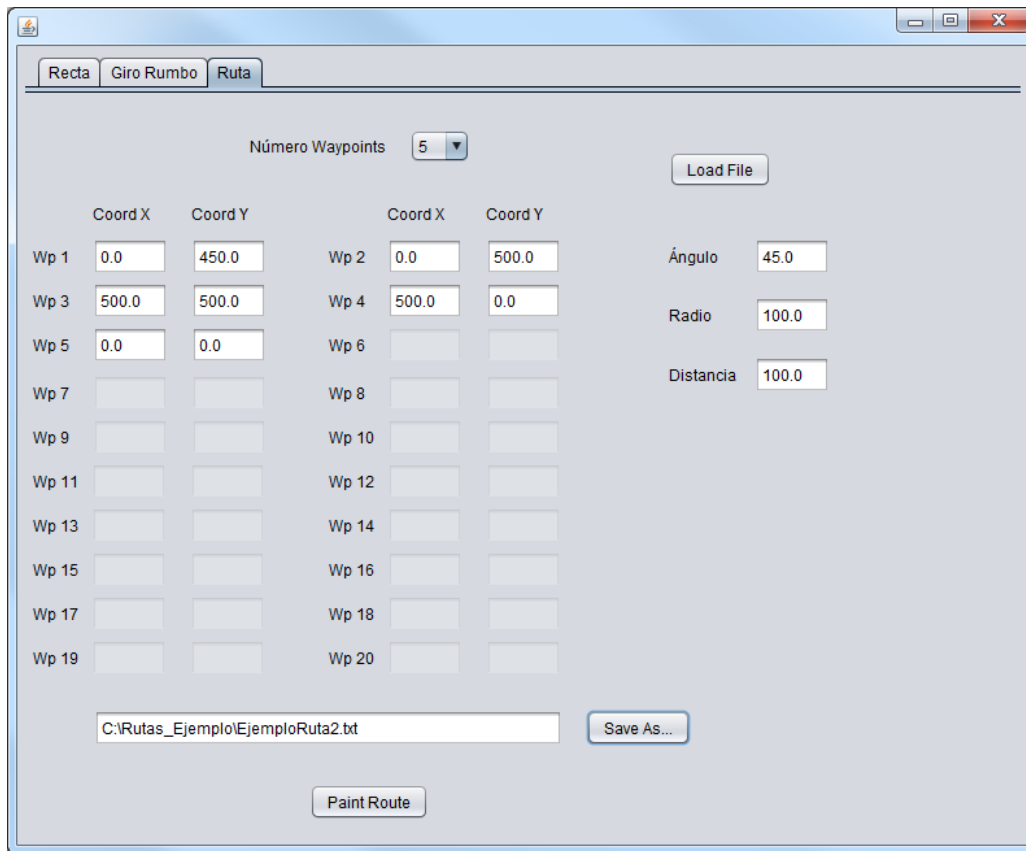 Recta Giro Rumbo Ruta
Número Waypoints 5
Load File
Coord X Coord Y Coord X Coord Y
Wp 1 0.0 450.0 Wp 2 0.0 500.0 Ángulo 45.0
Wp 3 500.0 500.0 Wp 4 500.0 0.0
Radio 100.0
Wp 5 0.0 0.0 Wp 6
Distancia 100.0
Wp 7 Wp 8
Wp 9 Wp 10
Wp 11 Wp 12
Wp 13 Wp 14
Wp 15 Wp 16
Wp 17 Wp 18
Wp 19 Wp 20
C:\Rutas_Ejemplo\EjemploRuta2.txt Save As...
Paint Route